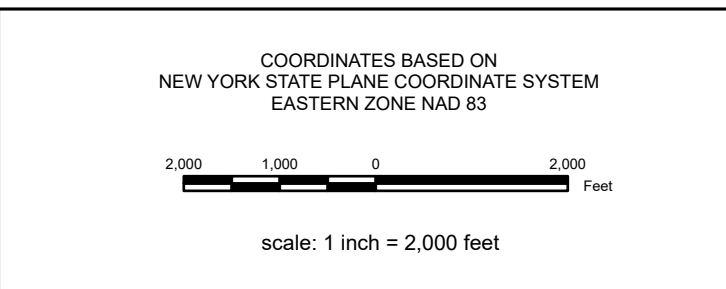 COORDINATES BASED ON
NEW YORK STATE PLANE COORDINATE SYSTEM
EASTERN ZONE NAD 83
2,000 1,000 0 2,000
Feet
scale: 1 inch = 2,000 feet